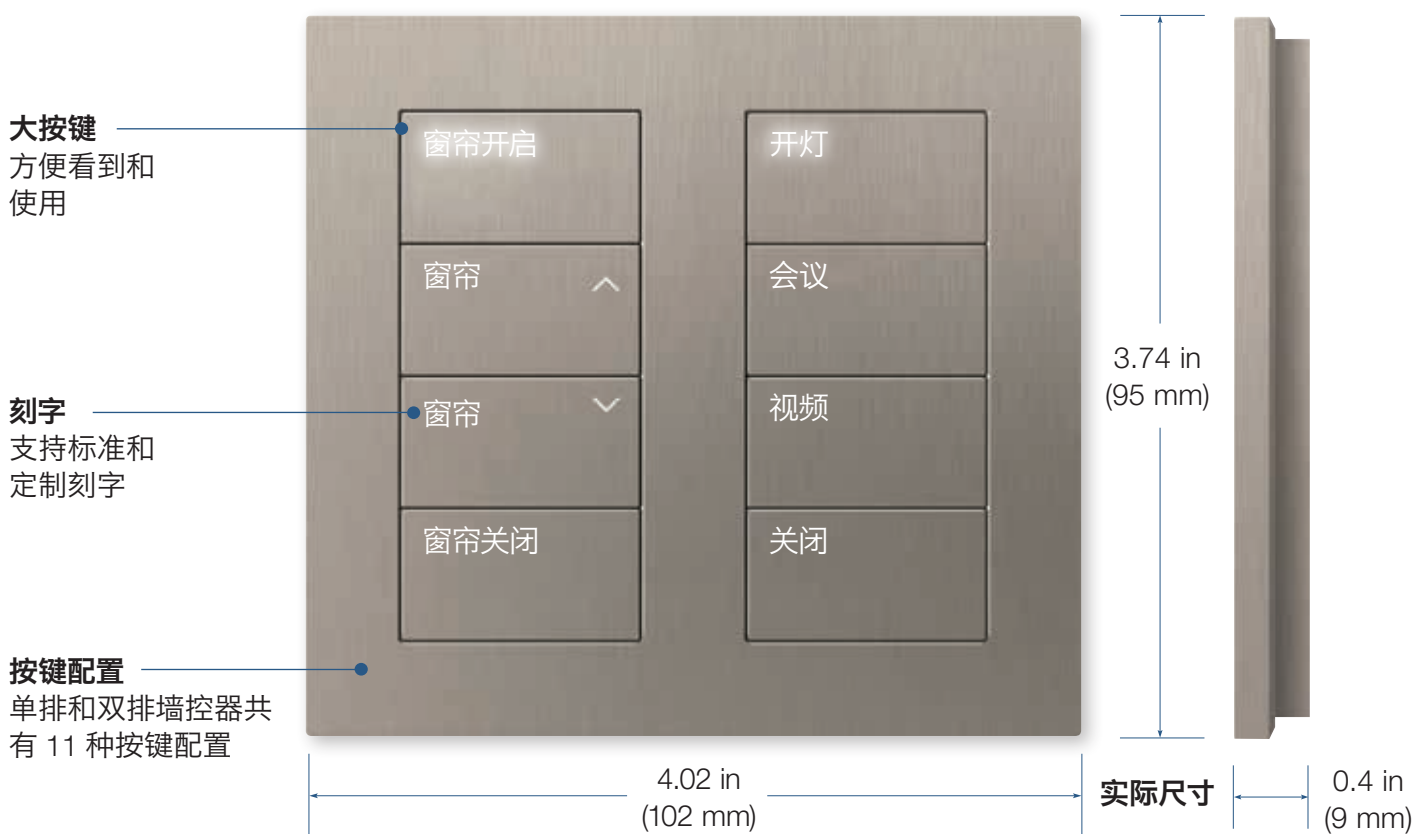 大按键
方便看到和
使用
刻字
支持标准和
定制刻字
按键配置
单排和双排墙控器共
有 11 种按键配置
窗帘开启
窗帘
窗帘
窗帘关闭
开灯
会议
视频
关闭
3.74 in
(95 mm)
4.02 in
(102 mm)
实际尺寸
0.4 in
(9 mm)